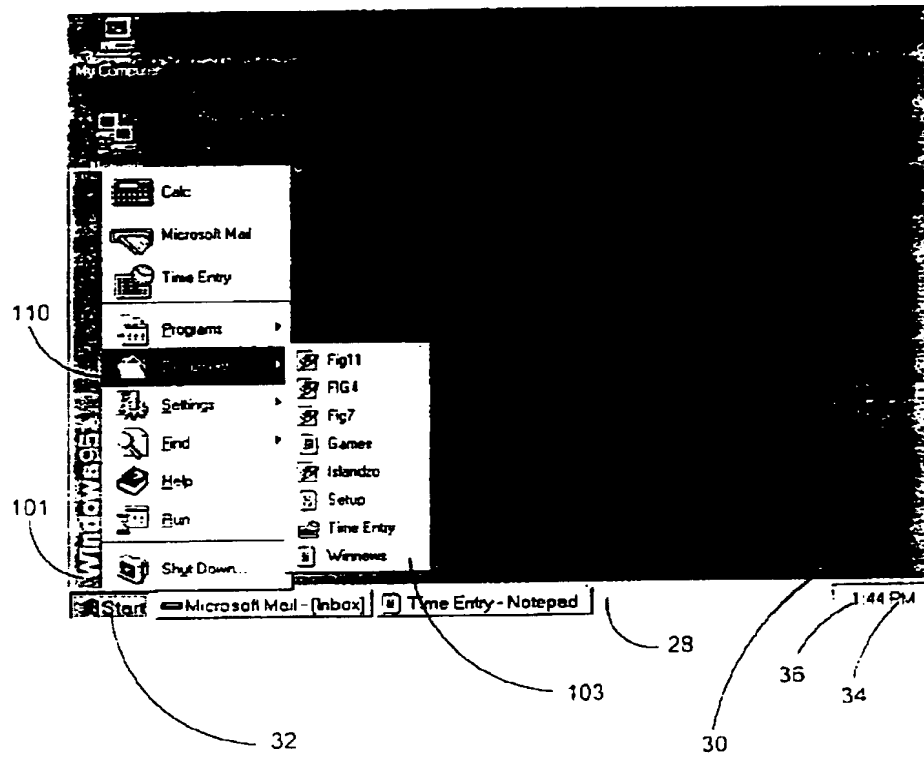 My Computer
Calc
Microsoft Mail
Time Entry
Programs
Settings
Find
Help
Run
Shut Down...
Windows95
Fig11
FIG4
Fig7
Games
Islandzo
Setup
Time Entry
Winnews
Start
Microsoft Mail - [Inbox]
Time Entry - Notepad
1:44 PM
110
101
32
103
28
30
36
34